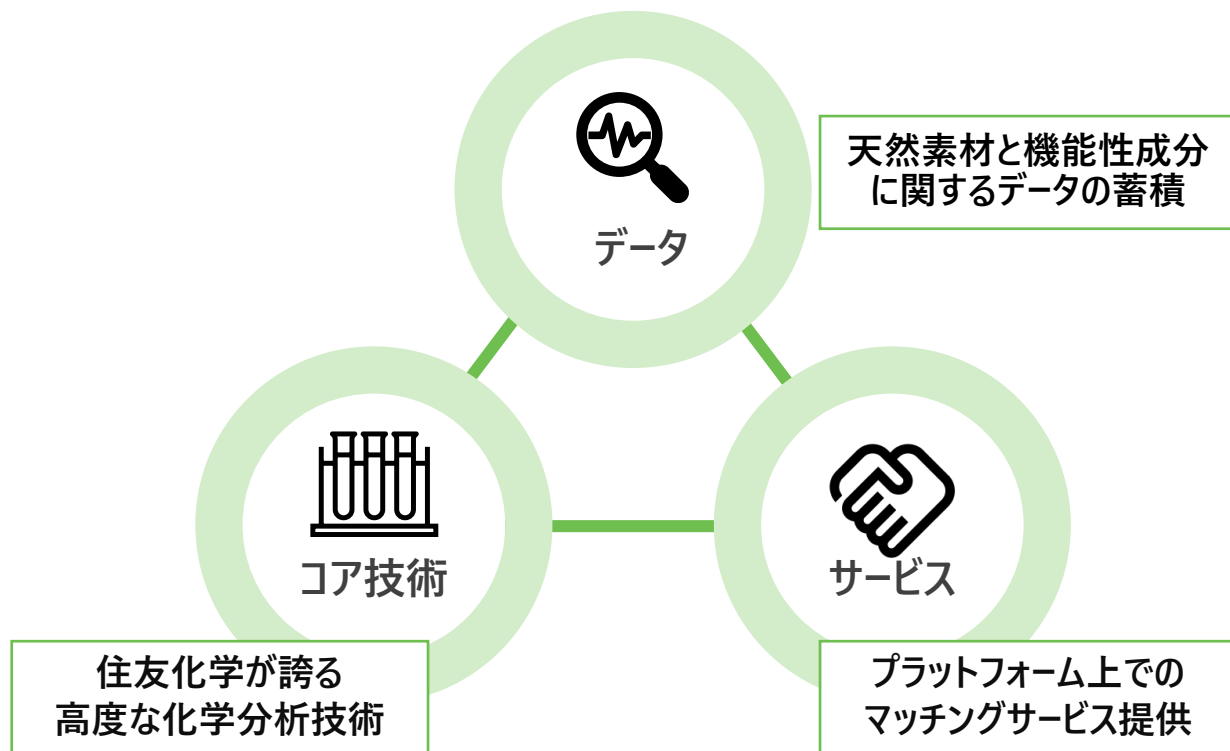 データ
天然素材と機能性成分
に関するデータの蓄積
コア技術
住友化学が誇る
高度な化学分析技術
サービス
プラットフォーム上での
マッチングサービス提供